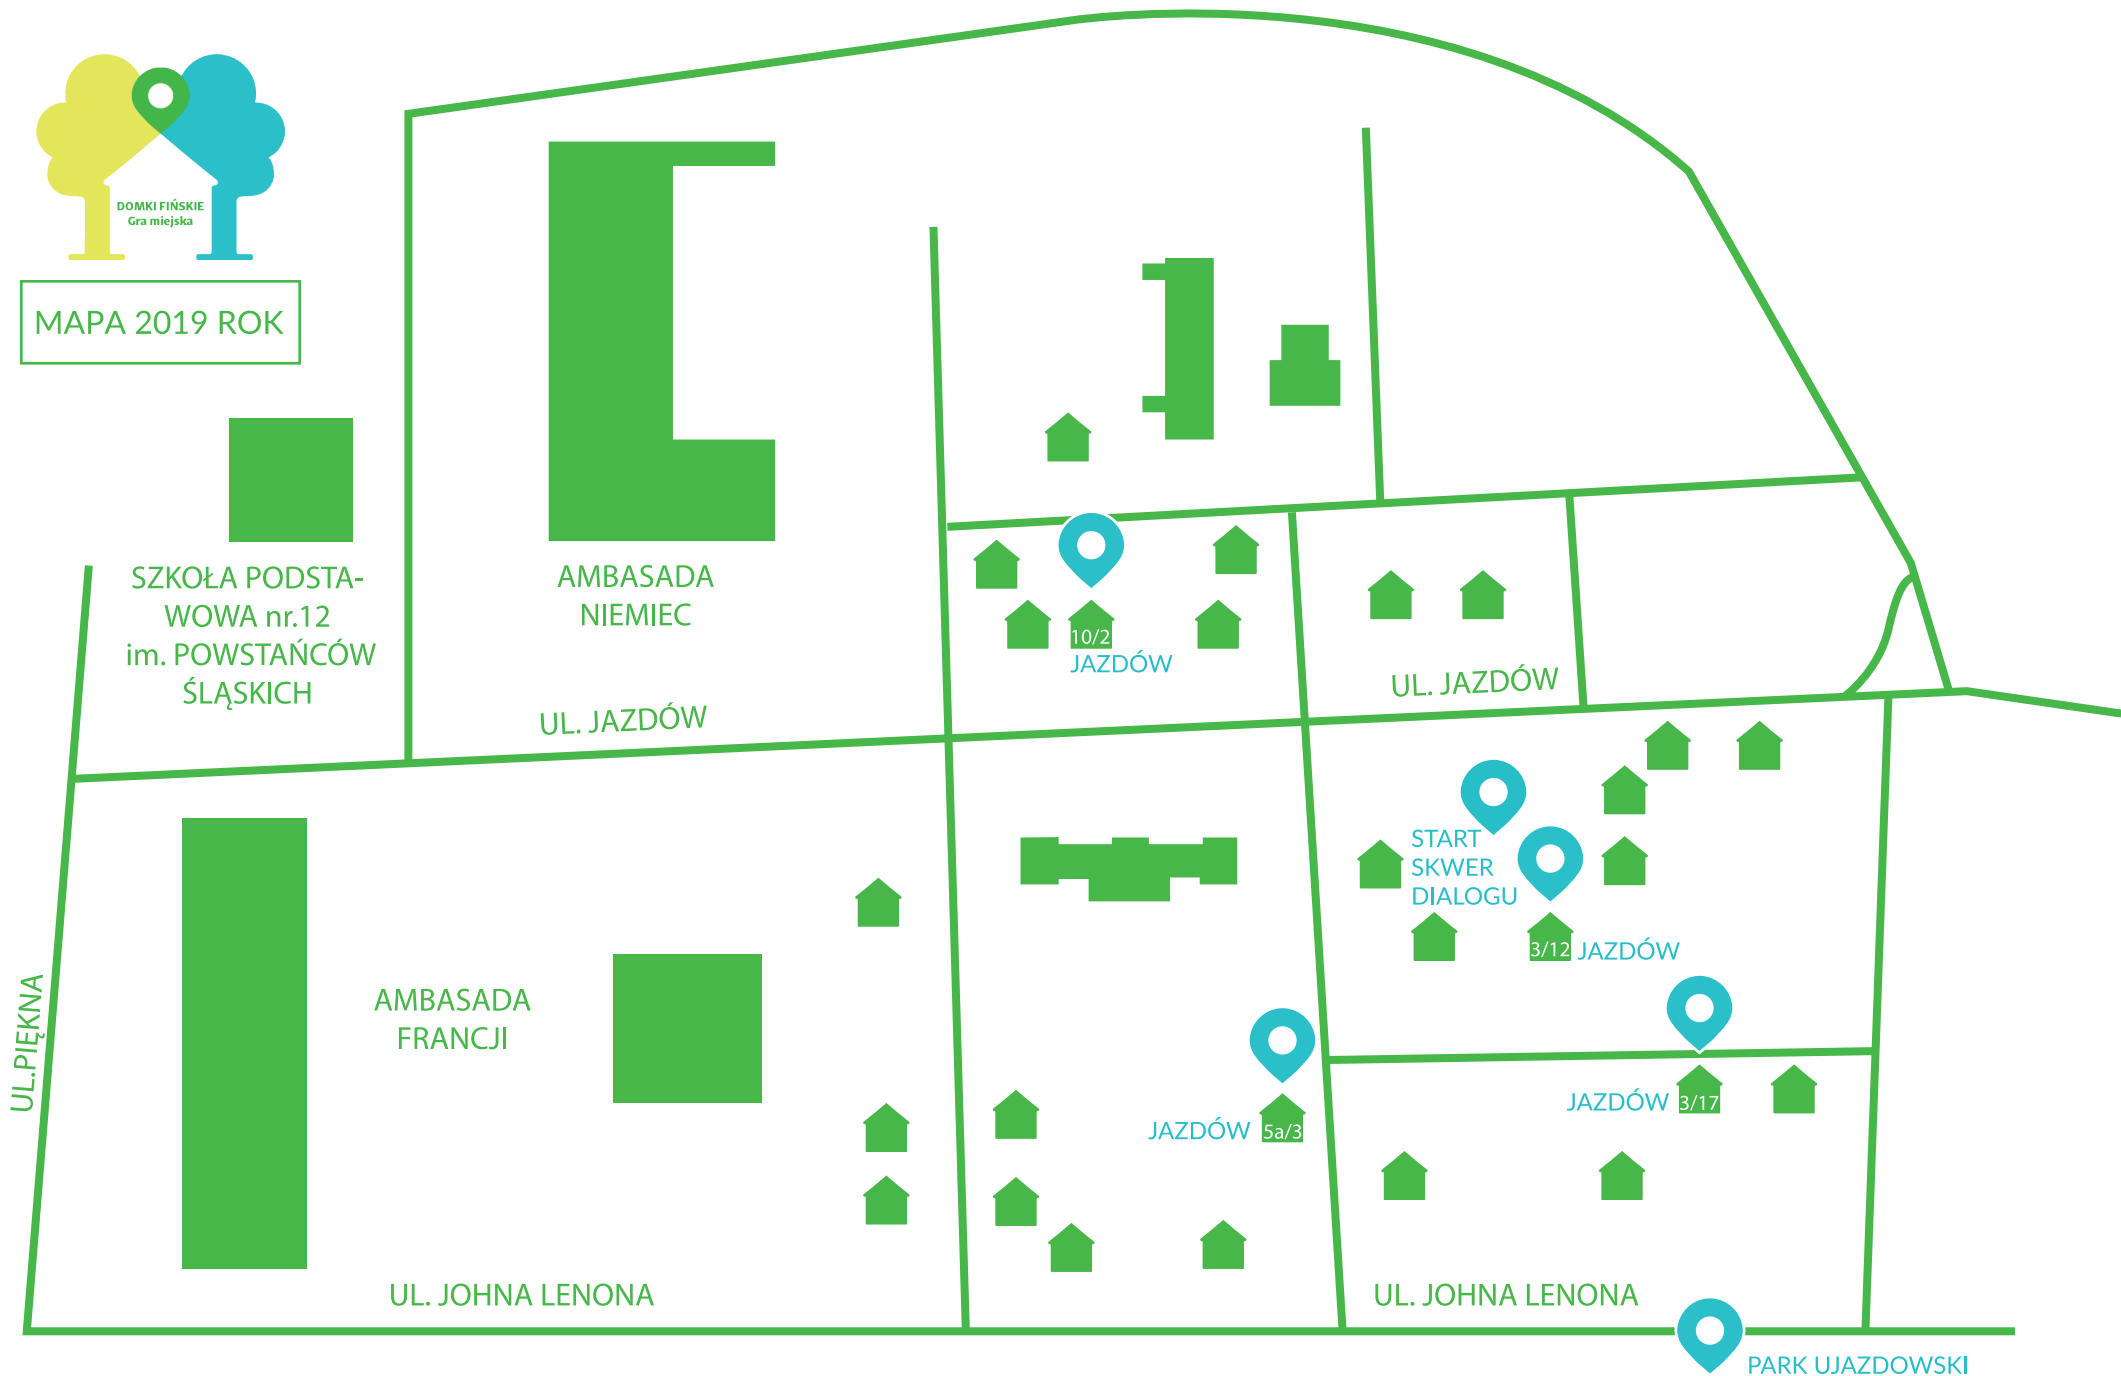 DOMKI FIŃSKIE
Gra miejska
MAPA 2019 ROK
SZKOŁA PODSTA-
WOWA nr.12
im. POWSTAŃCÓW
ŚLĄSKICH
AMBASADA
NIEMIEC
UL. JAZDÓW
10/2
JAZDÓW
UL. JAZDÓW
START
SKWER
DIALOGU
3/12 JAZDÓW
UL.PIĘKNA
AMBASADA
FRANCJI
JAZDÓW 5a/3
JAZDÓW 3/17
UL. JOHNA LENONA
UL. JOHNA LENONA
PARK UJAZDOWSKI